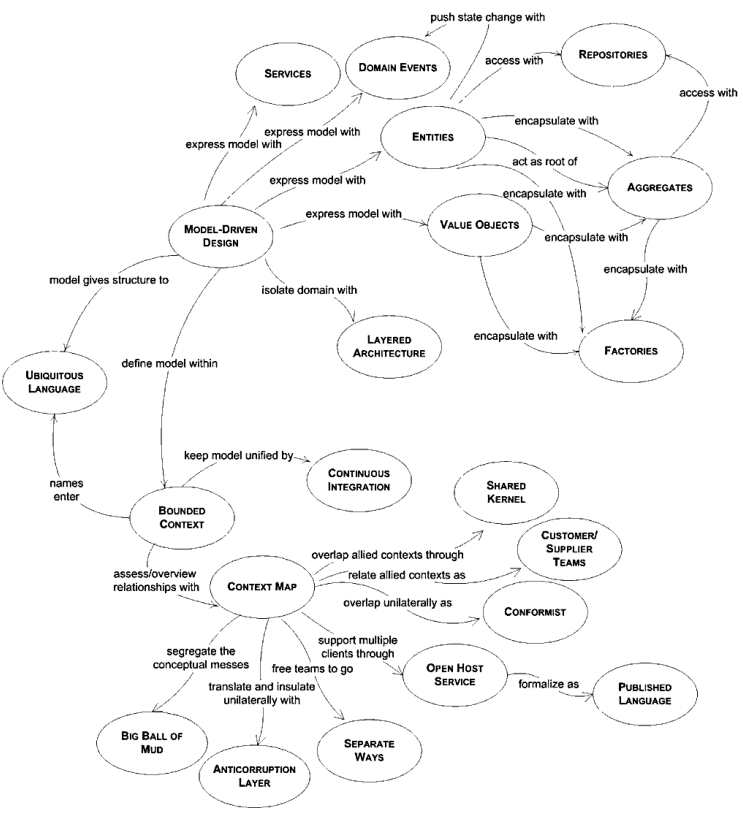 push state change with
SERVICES
DOMAIN EVENTS
REPOSITORIES
access with
access with
express model with
express model with
ENTITIES
encapsulate with
act as root of
AGGREGATES
express model with
encapsulate with
MODEL-DRIVEN
DESIGN
express model with
VALUE OBJECTS
encapsulate with
encapsulate with
model gives structure to
isolate domain with
LAYERED
ARCHITECTURE
encapsulate with
FACTORIES
define model within
UBIQUITOUS
LANGUAGE
names
enter
keep model unified by
CONTINUOUS
INTEGRATION
BOUNDED
CONTEXT
SHARED
KERNEL
assess/overview
relationships with
CONTEXT MAP
overlap allied contexts through
CUSTOMER/
SUPPLIER
TEAMS
relate allied contexts as
overlap unilaterally as
CONFORMIST
segregate the
conceptual messes
support multiple
clients through
free teams to go
translate and insulate
unilaterally with
OPEN HOST
SERVICE
formalize as
PUBLISHED
LANGUAGE
BIG BALL OF
MUD
ANTICORRUPTION
LAYER
SEPARATE
WAYS